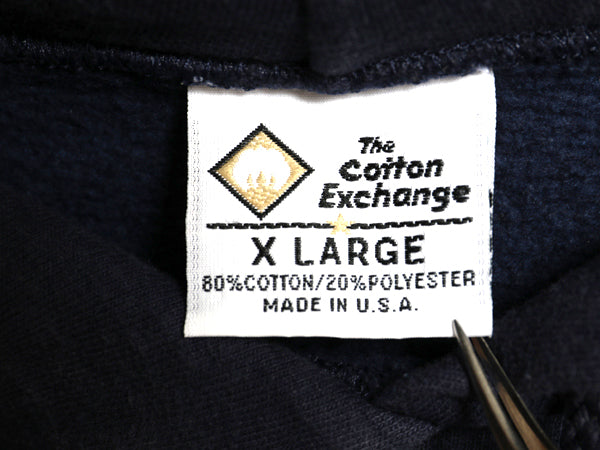 The
Cotton
Exchange
X LARGE
80%COTTON/20%POLYESTER
MADE IN U.S.A.